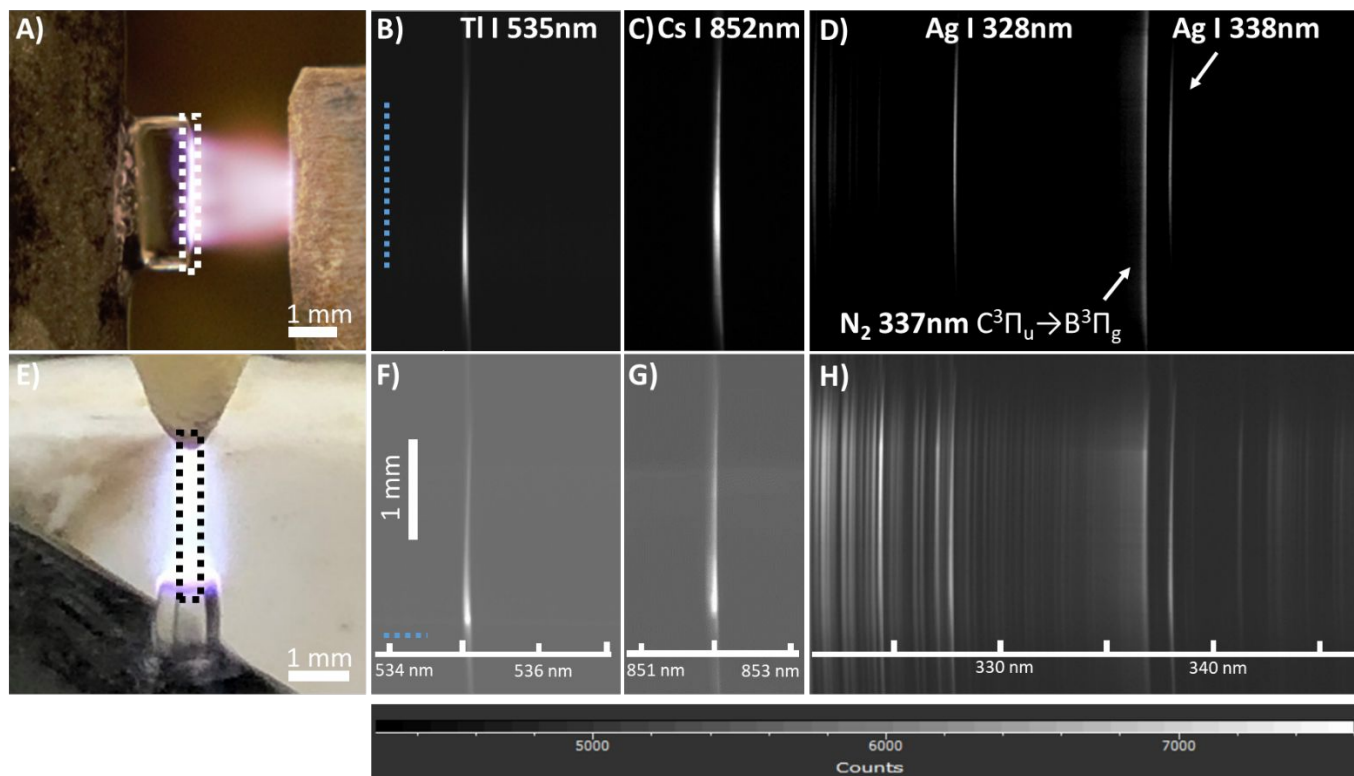 A)
B)
Tl I 535nm
C)
Cs I 852nm
D)
Ag I 328nm
Ag I 338nm
N₂ 337nm C³Πᵤ→B³Π_g
1 mm
E)
F)
G)
H)
1 mm
1 mm
534 nm
536 nm
851 nm
853 nm
330 nm
340 nm
5000
6000
7000
Counts